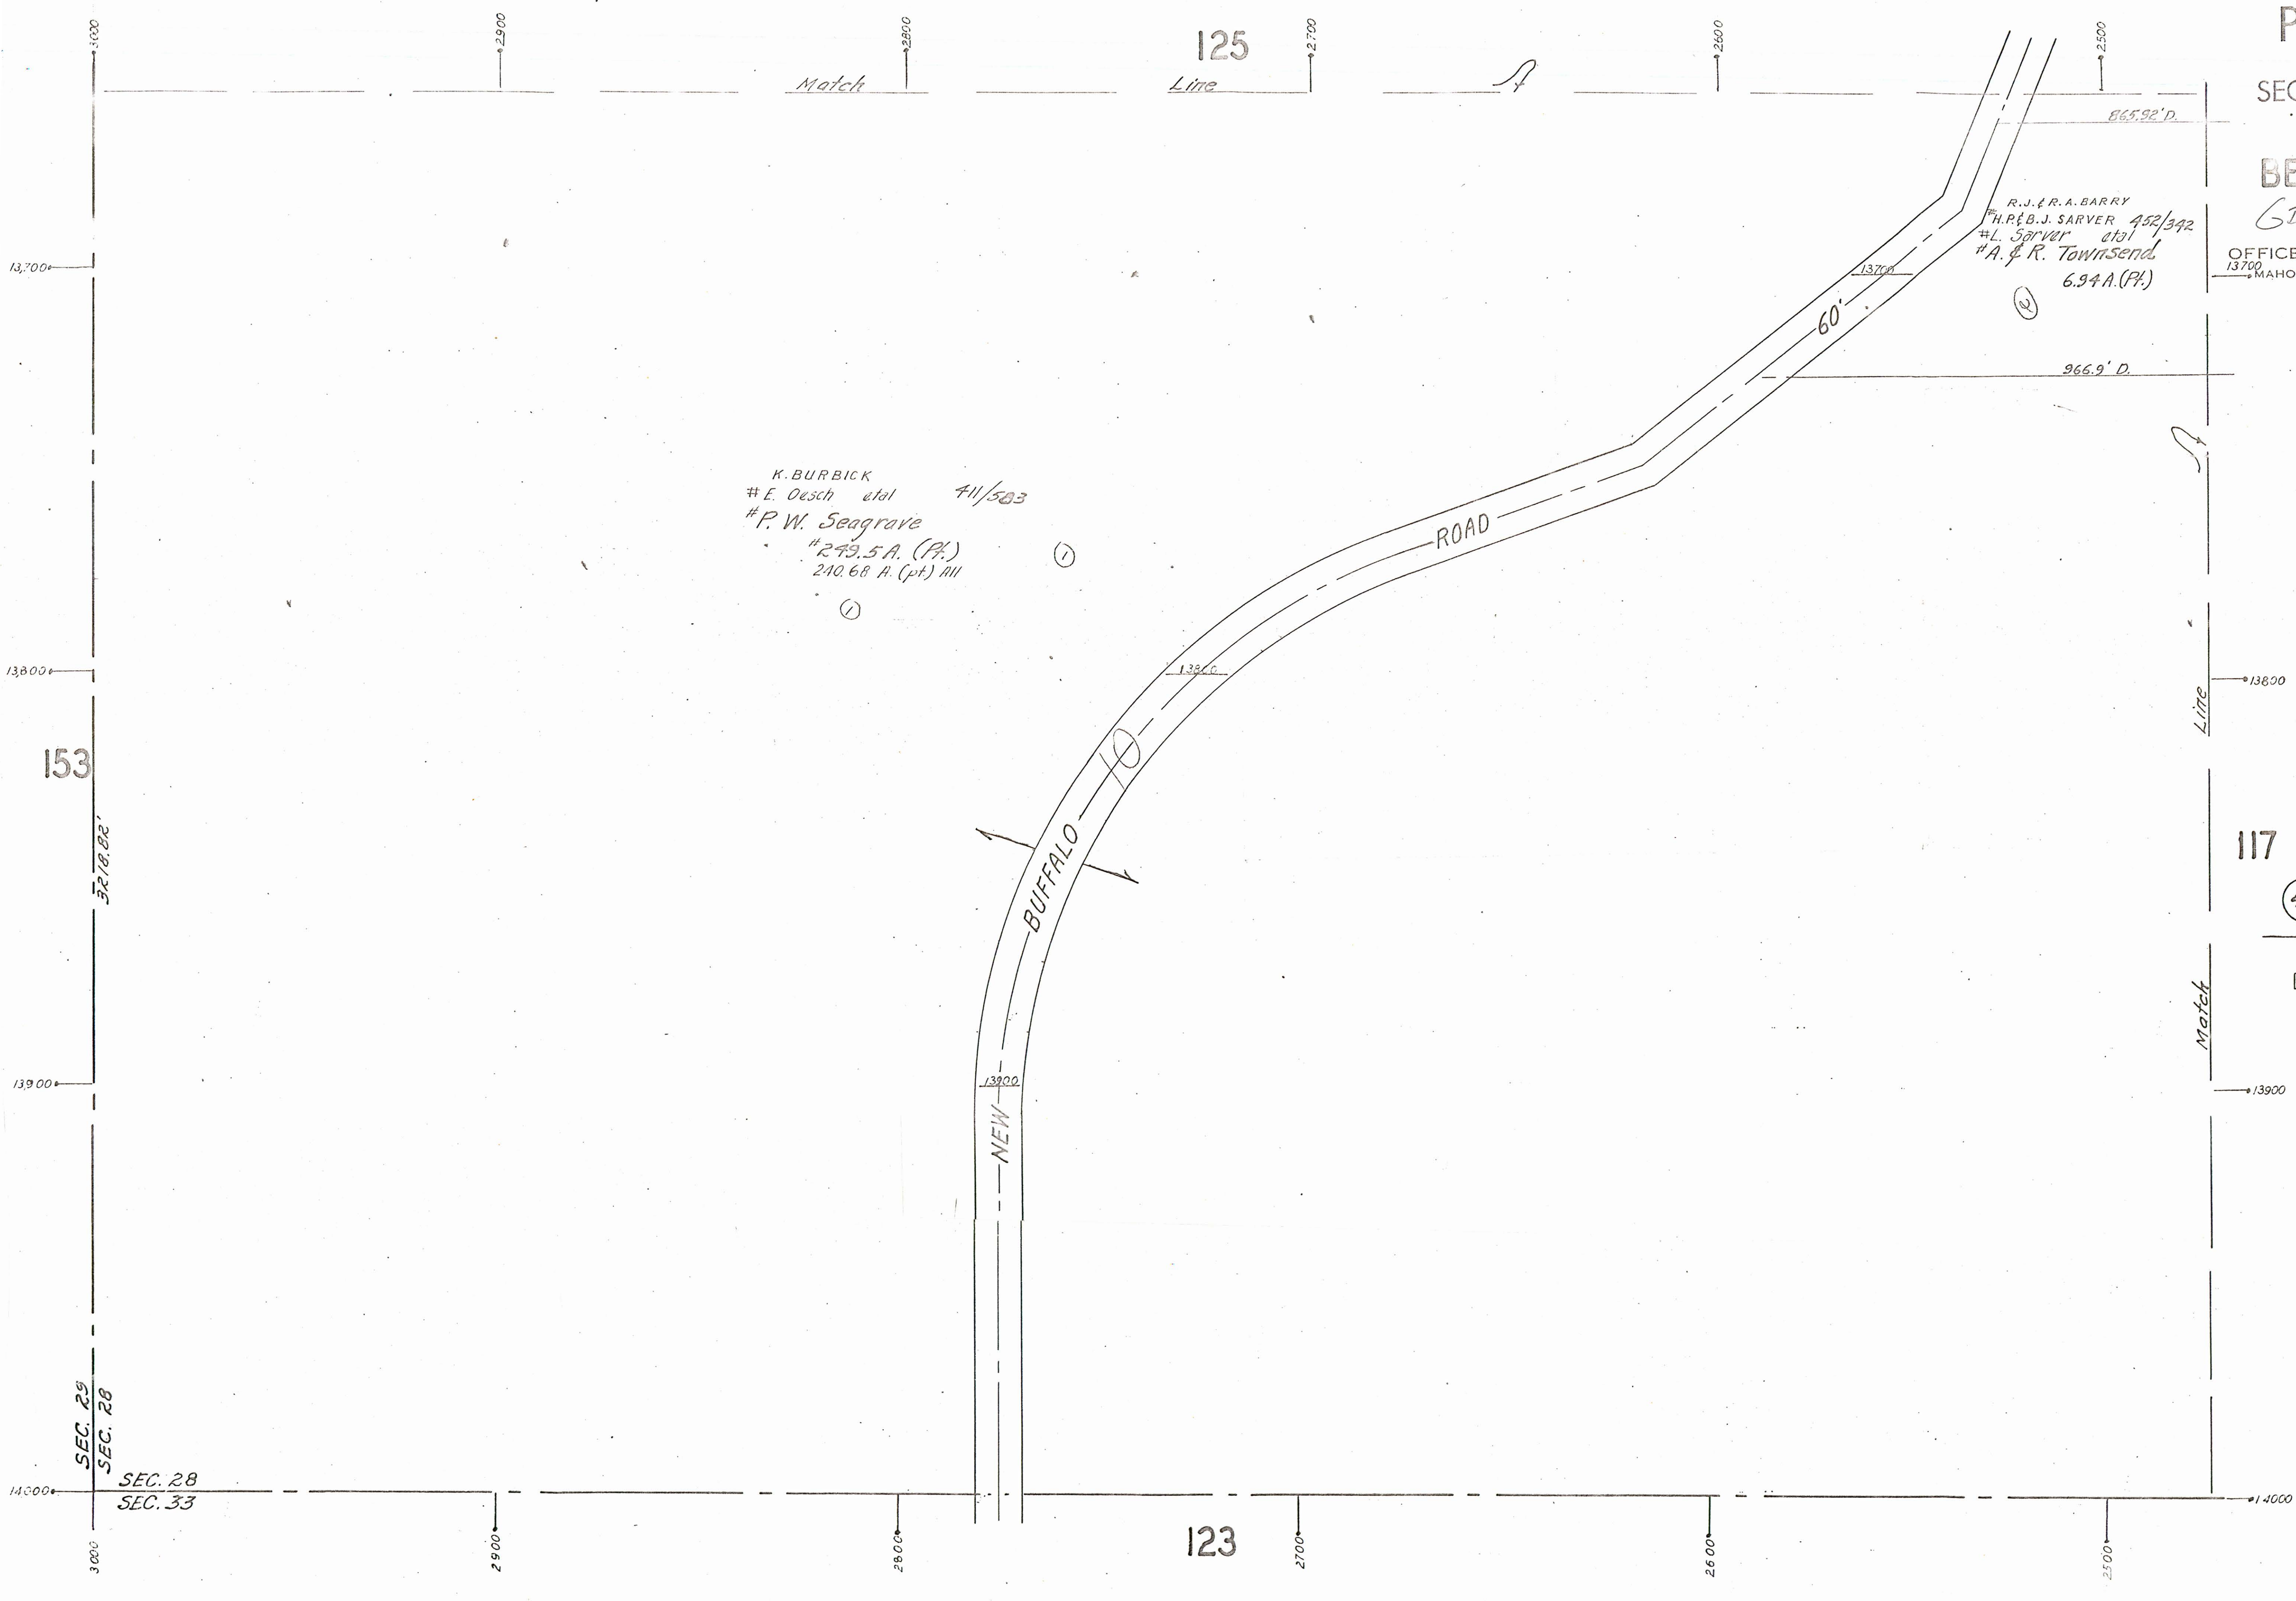 3000
2900
2800
125
2700
2600
2500
Match Line
865.92' D.
R.J. & R.A. BARRY
#H.P. & B.J. SARVER 452/342
#L. Sarver etal
#A. & R. Townsend
6.94 A. (Pt.)
SEC
OFFICE
MAHO
13,700
13700
13700
60'
966.9' D.
K. BURBICK
# E. Oesch etal 411/583
# P. W. Seagrave
# 249.5 A. (Pt.)
240.68 A. (pt) All
1
1
ROAD
13,800
13800
13800
Line
153
3218.82'
10
BUFFALO
117
Match
13,900
13900
13900
NEW
SEC. 29
SEC. 28
SEC. 28
SEC. 33
14000
14000
3000
2900
2800
123
2700
2600
2500